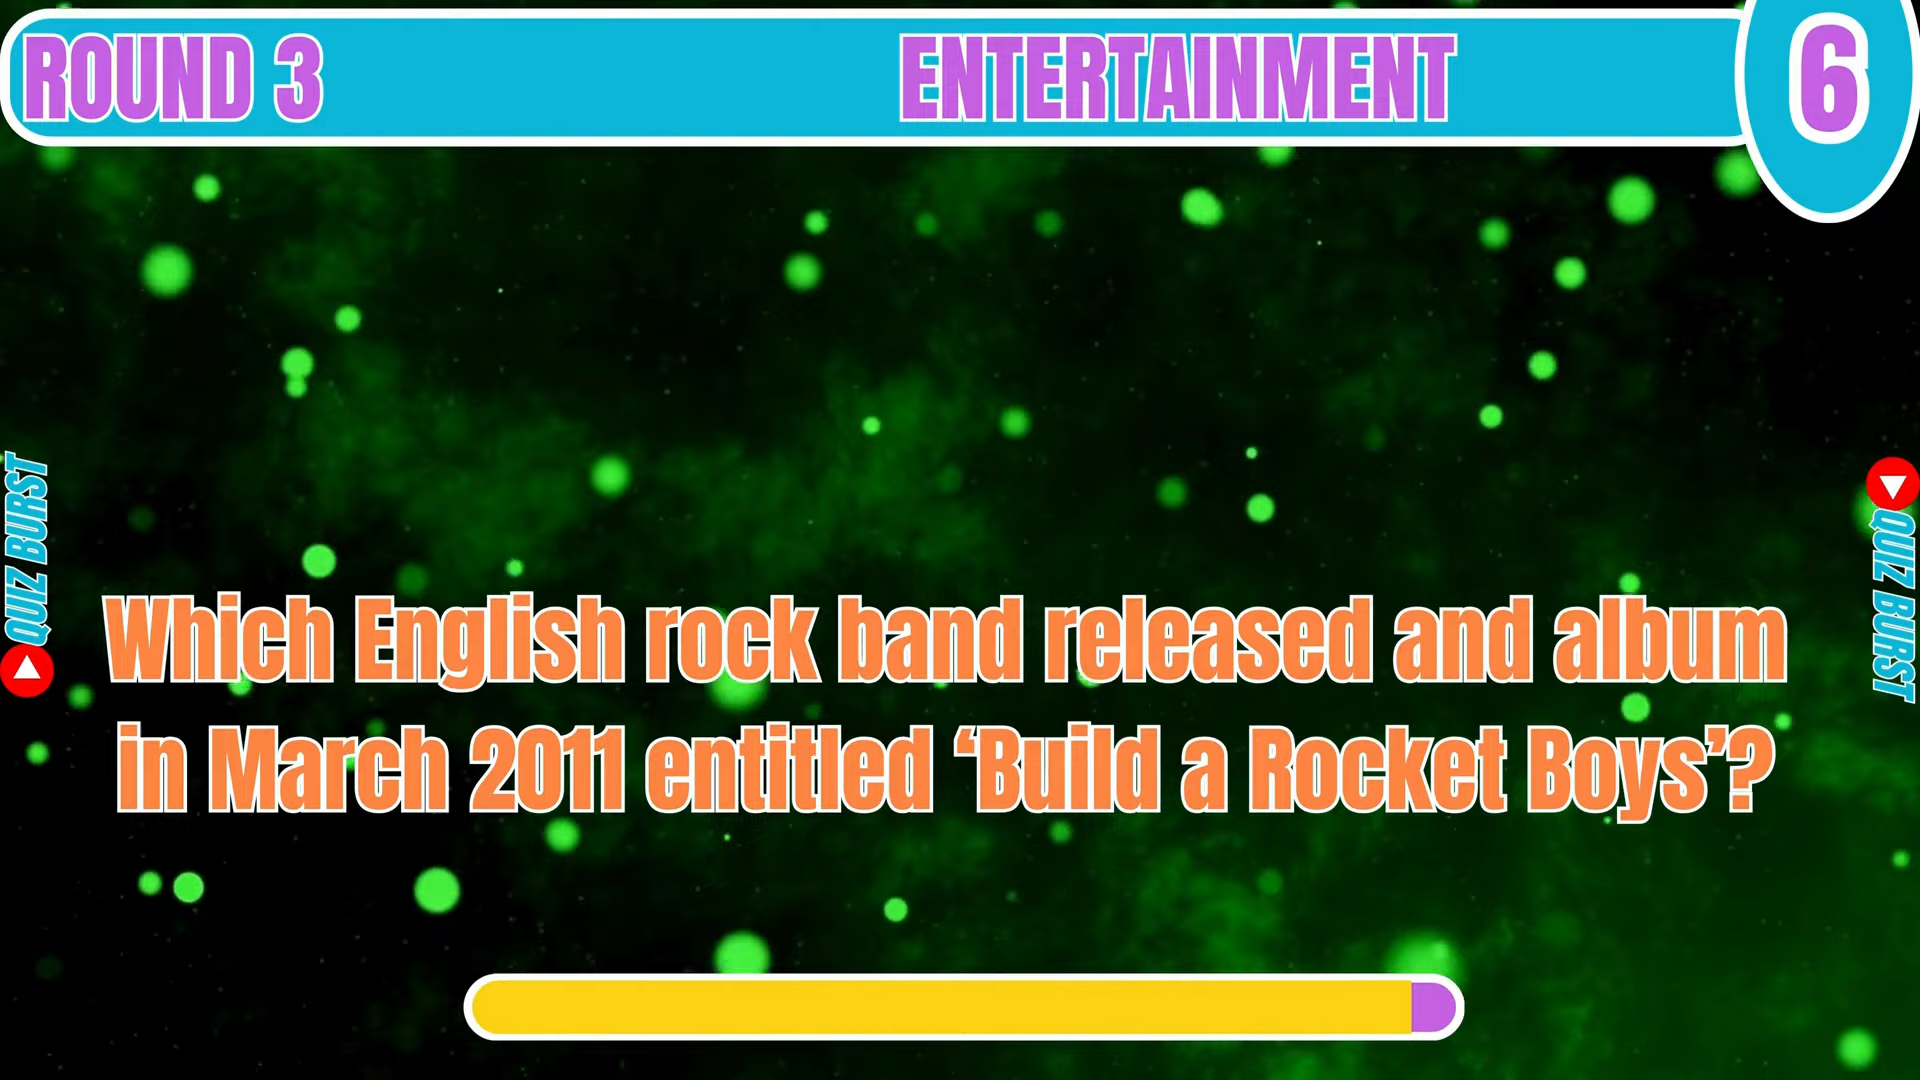 ROUND 3
ENTERTAINMENT
6
QUIZ BURST
QUIZ BURST
Which English rock band released and album
in March 2011 entitled ‘Build a Rocket Boys’?